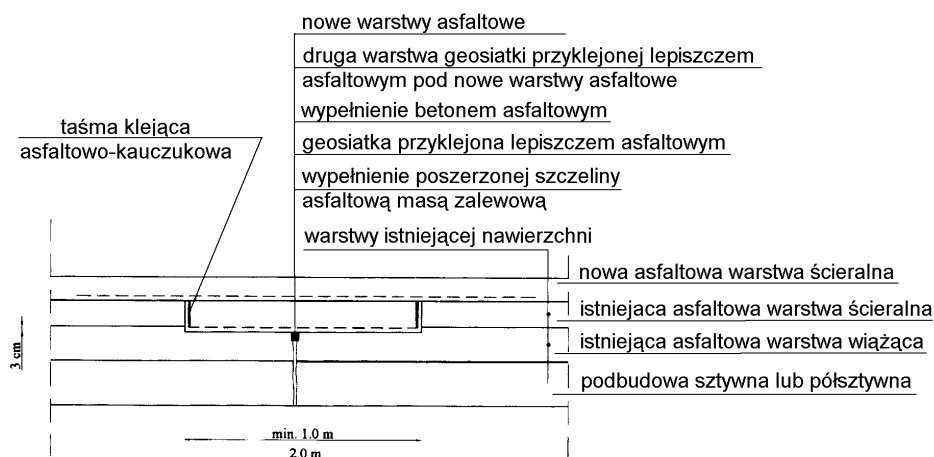 nowe warstwy asfaltowe
druga warstwa geosiatki przyklejonej lepiszczem
asfaltowym pod nowe warstwy asfaltowe
wypełnienie betonem asfaltowym
taśma klejąca
asfaltowo-kauczukowa
geosiatka przyklejona lepiszczem asfaltowym
wypełnienie poszerzonej szczeliny
asfaltową masą zalewową
warstwy istniejącej nawierzchni
nowa asfaltowa warstwa ścieralna
istniejaca asfaltowa warstwa ścieralna
istniejąca asfaltowa warstwa wiążąca
podbudowa sztywna lub półsztywna
3 cm
min. 1.0 m
2.0 m